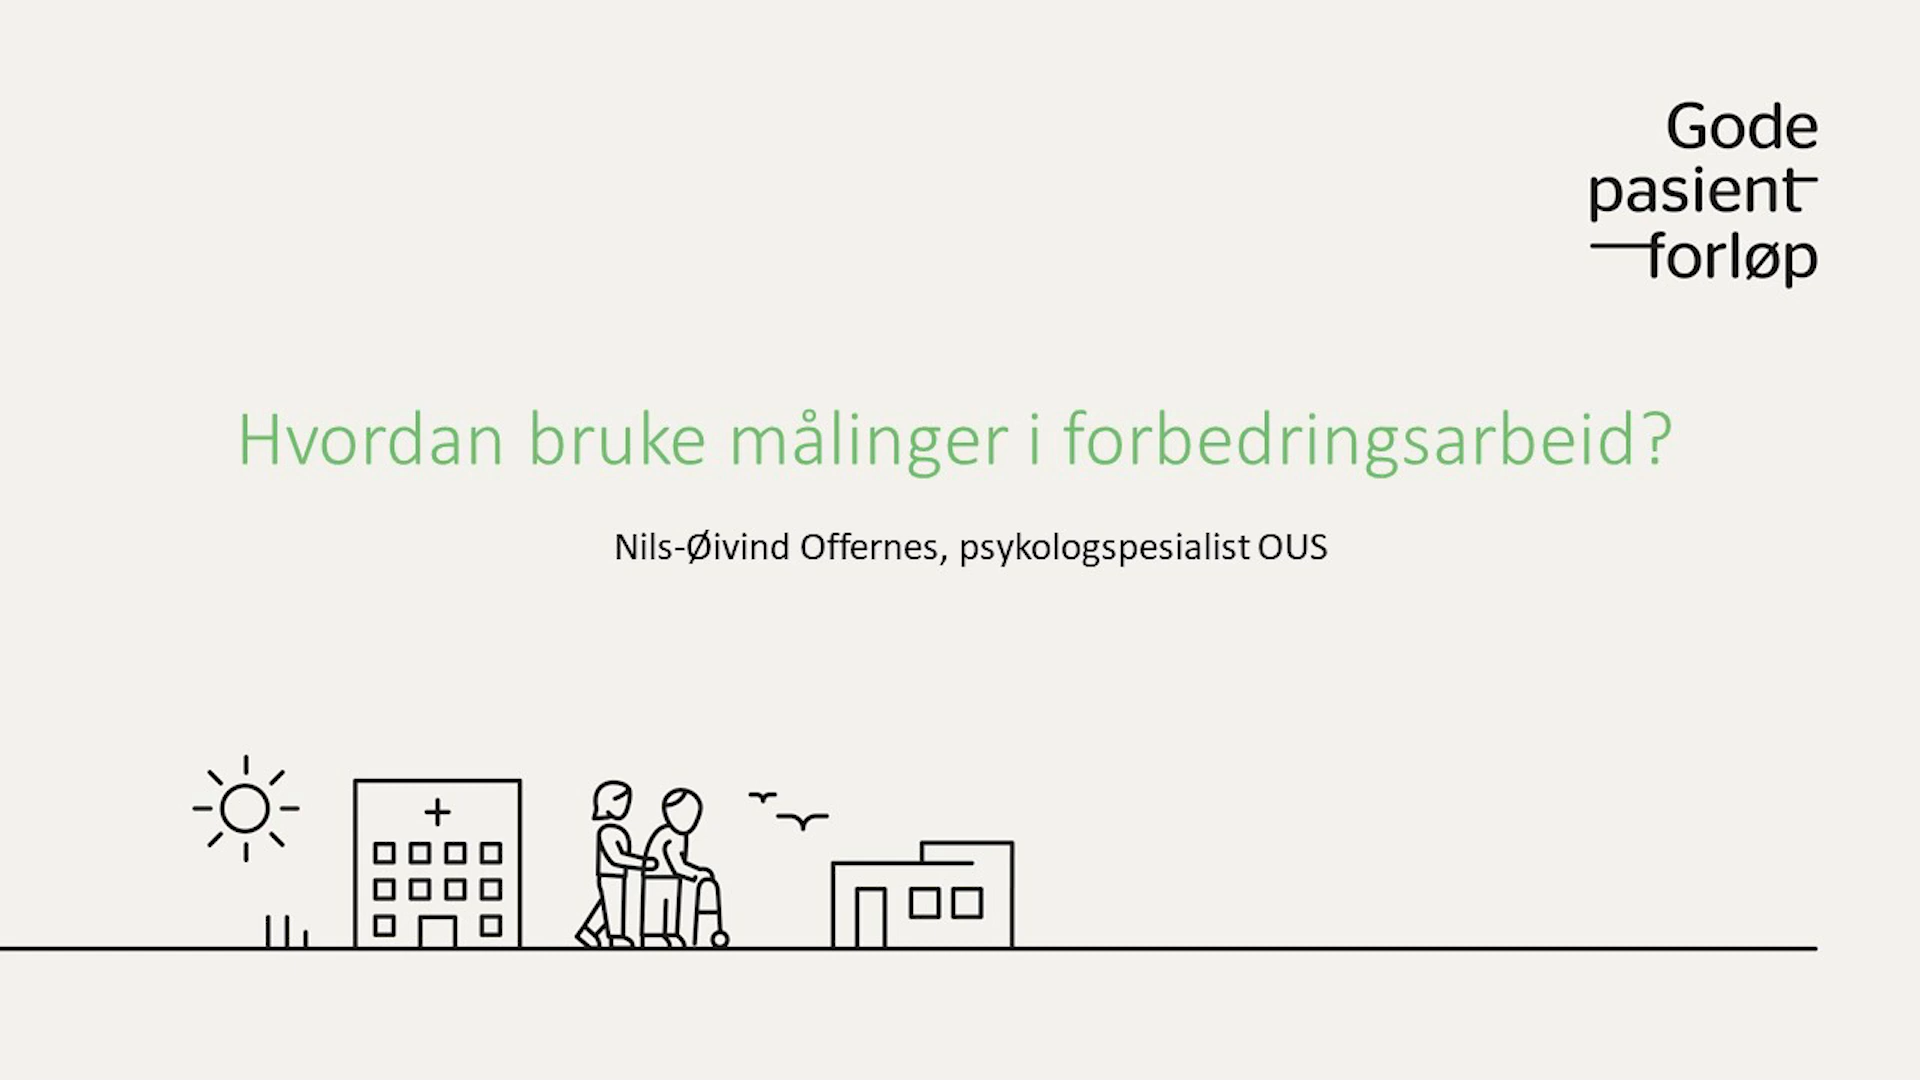 Gode
pasient
forløp
Hvordan bruke målinger i forbedringsarbeid?
Nils-Øivind Offernes, psykologspesialist OUS